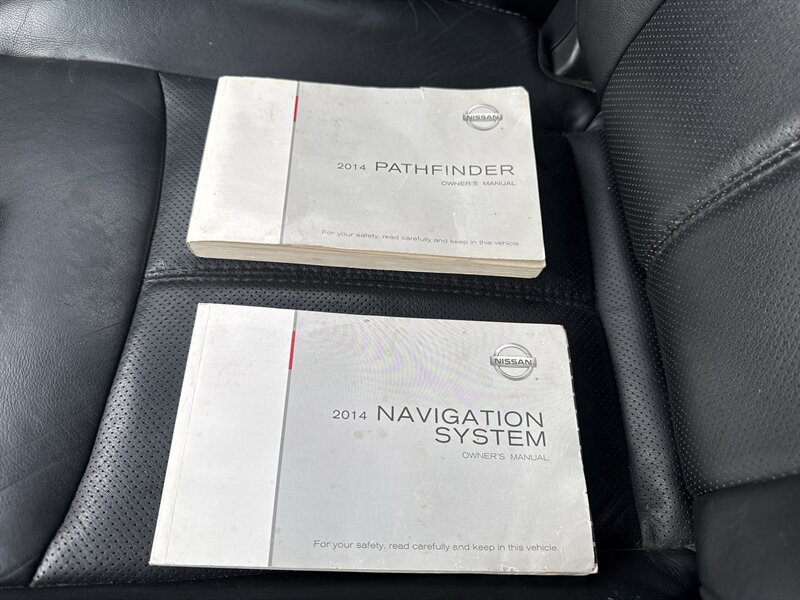 NISSAN
2014 PATHFINDER
OWNER'S MANUAL
For your safety, read carefully and keep in this vehicle.
NISSAN
2014 NAVIGATION
SYSTEM
OWNER'S MANUAL
For your safety, read carefully and keep in this vehicle.